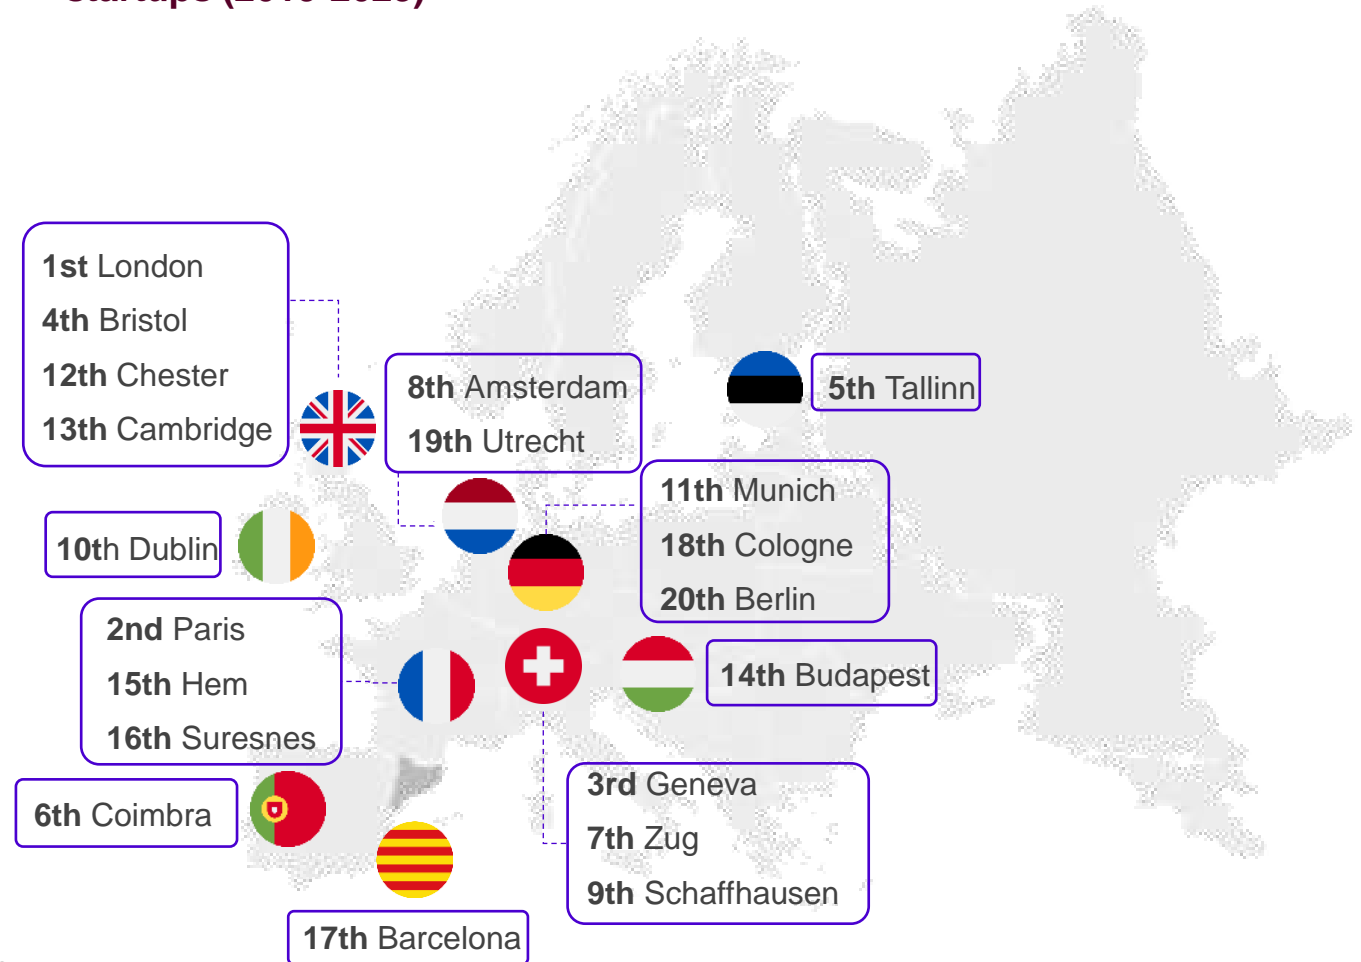 1st London
4th Bristol
12th Chester
13th Cambridge
8th Amsterdam
19th Utrecht
5th Tallinn
11th Munich
18th Cologne
20th Berlin
10th Dublin
2nd Paris
15th Hem
16th Suresnes
14th Budapest
6th Coimbra
3rd Geneva
7th Zug
9th Schaffhausen
17th Barcelona